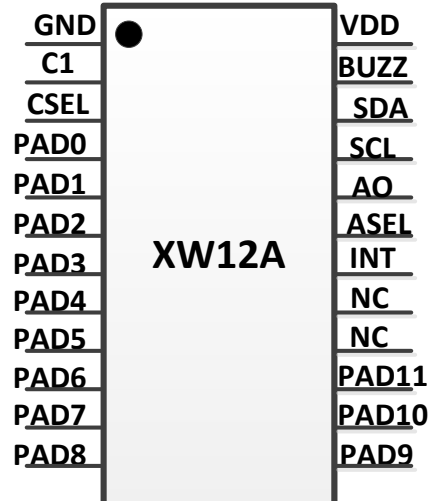 GND VDD
C1 BUZZ
CSEL SDA
PAD0 SCL
PAD1 AO
PAD2 ASEL
XW12A
PAD3 INT
PAD4 NC
PAD5 NC
PAD6 PAD11
PAD7 PAD10
PAD8 PAD9